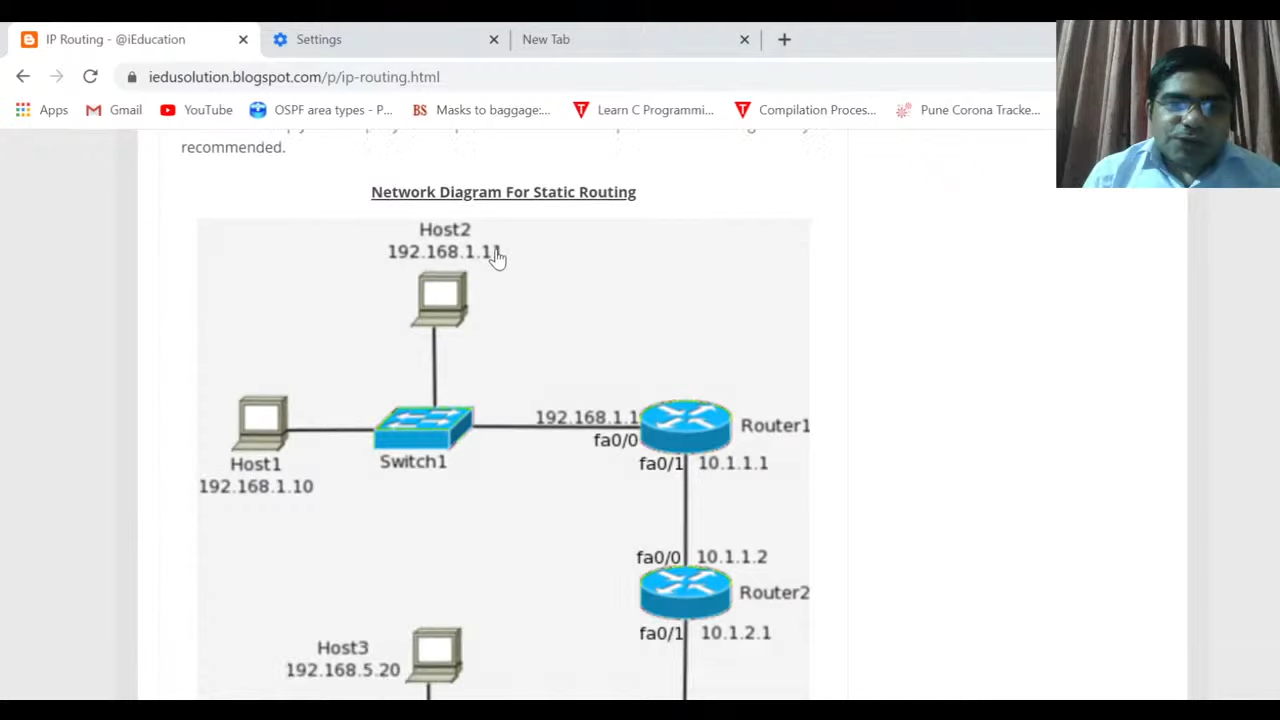 IP Routing - @iEducation
Settings
New Tab
iedusolution.blogspot.com/p/ip-routing.html
Apps
Gmail
YouTube
OSPF area types - P...
BS Masks to baggage:...
T Learn C Programmi...
T Compilation Proces...
Pune Corona Tracke...
recommended.
Network Diagram For Static Routing
Host2
192.168.1.11
192.168.1.1
fa0/0
Router1
fa0/1 10.1.1.1
Host1
192.168.1.10
Switch1
fa0/0 10.1.1.2
Router2
fa0/1 10.1.2.1
Host3
192.168.5.20